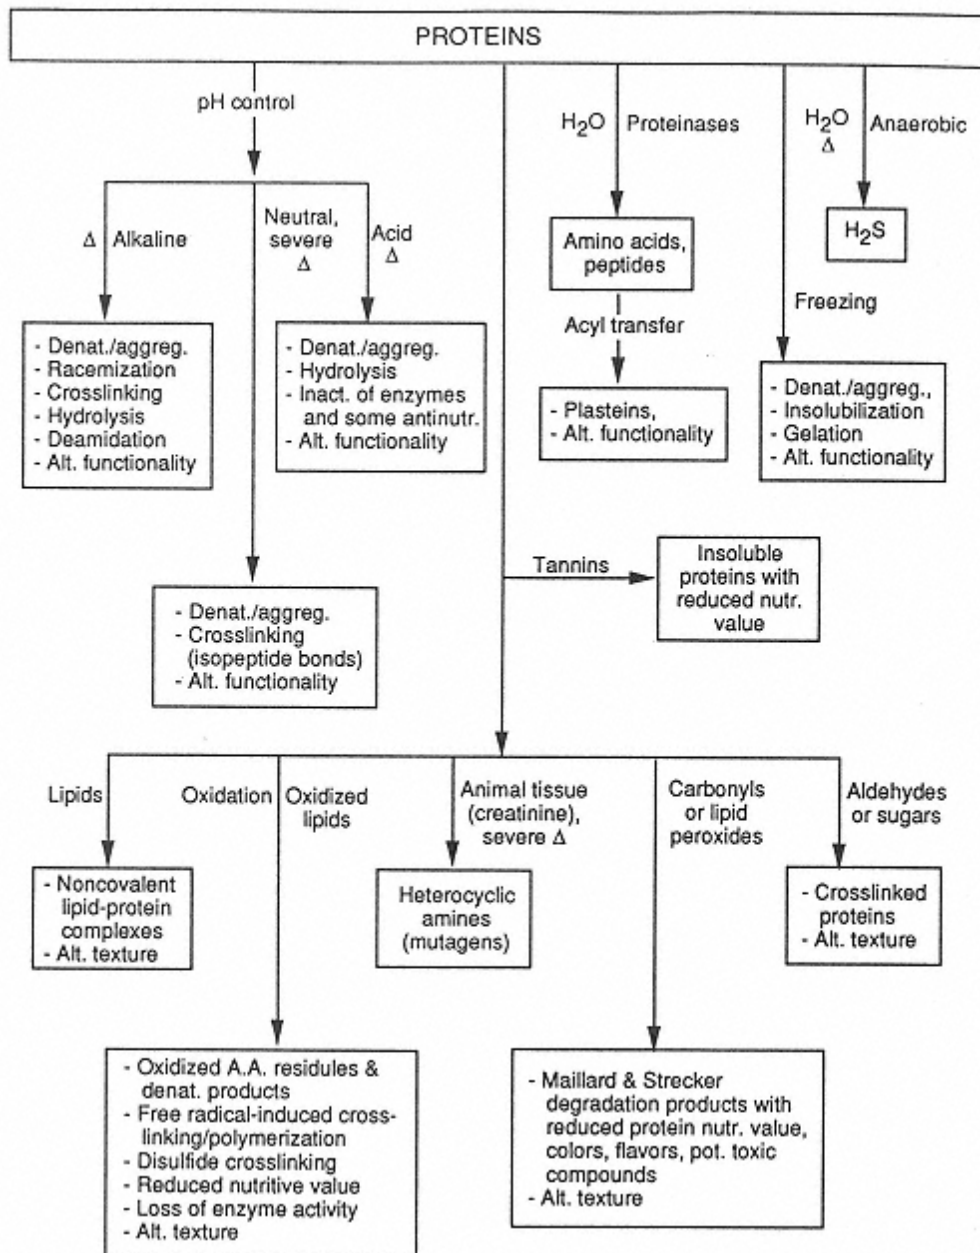 PROTEINS
pH control
Δ Alkaline
Neutral,
severe
Δ
Acid
Δ
H₂O Proteinases
H₂O
Δ
Anaerobic
H₂S
Freezing
Amino acids,
peptides
Acyl transfer
- Denat./aggreg.
- Racemization
- Crosslinking
- Hydrolysis
- Deamidation
- Alt. functionality
- Denat./aggreg.
- Hydrolysis
- Inact. of enzymes
and some antinutr.
- Alt. functionality
- Plasteins,
- Alt. functionality
- Denat./aggreg.,
- Insolubilization
- Gelation
- Alt. functionality
Tannins
Insoluble
proteins with
reduced nutr.
value
- Denat./aggreg.
- Crosslinking
(isopeptide bonds)
- Alt. functionality
Lipids
Oxidation
Oxidized
lipids
Animal tissue
(creatinine),
severe Δ
Carbonyls
or lipid
peroxides
Aldehydes
or sugars
- Noncovalent
lipid-protein
complexes
- Alt. texture
Heterocyclic
amines
(mutagens)
- Crosslinked
proteins
- Alt. texture
- Oxidized A.A. residules &
denat. products
- Free radical-induced cross-
linking/polymerization
- Disulfide crosslinking
- Reduced nutritive value
- Loss of enzyme activity
- Alt. texture
- Maillard & Strecker
degradation products with
reduced protein nutr. value,
colors, flavors, pot. toxic
compounds
- Alt. texture